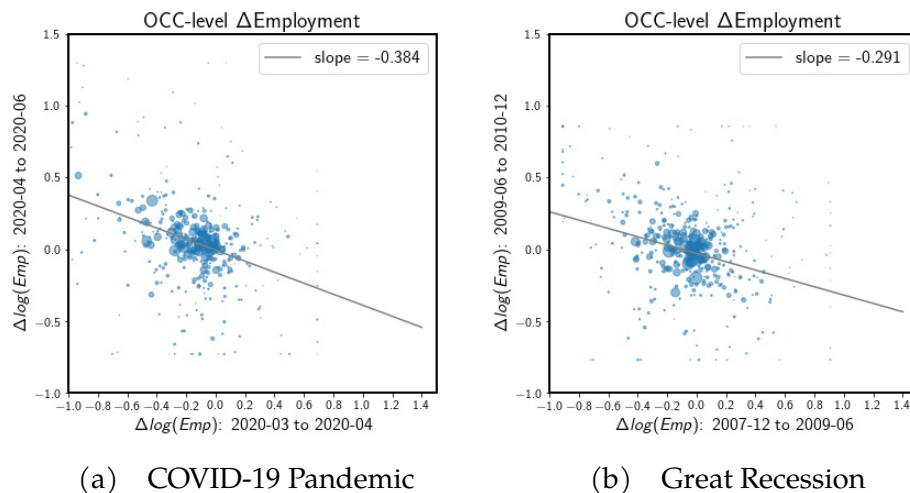 OCC-level ΔEmployment
slope = -0.384
1.5
1.0
0.5
0.0
−0.5
−1.0
Δlog(Emp): 2020-04 to 2020-06
−1.0 −0.8 −0.6 −0.4 −0.2 0.0 0.2 0.4 0.6 0.8 1.0 1.2 1.4
Δlog(Emp): 2020-03 to 2020-04
(a) COVID-19 Pandemic
OCC-level ΔEmployment
slope = -0.291
1.5
1.0
0.5
0.0
−0.5
−1.0
Δlog(Emp): 2009-06 to 2010-12
−1.0 −0.8 −0.6 −0.4 −0.2 0.0 0.2 0.4 0.6 0.8 1.0 1.2 1.4
Δlog(Emp): 2007-12 to 2009-06
(b) Great Recession